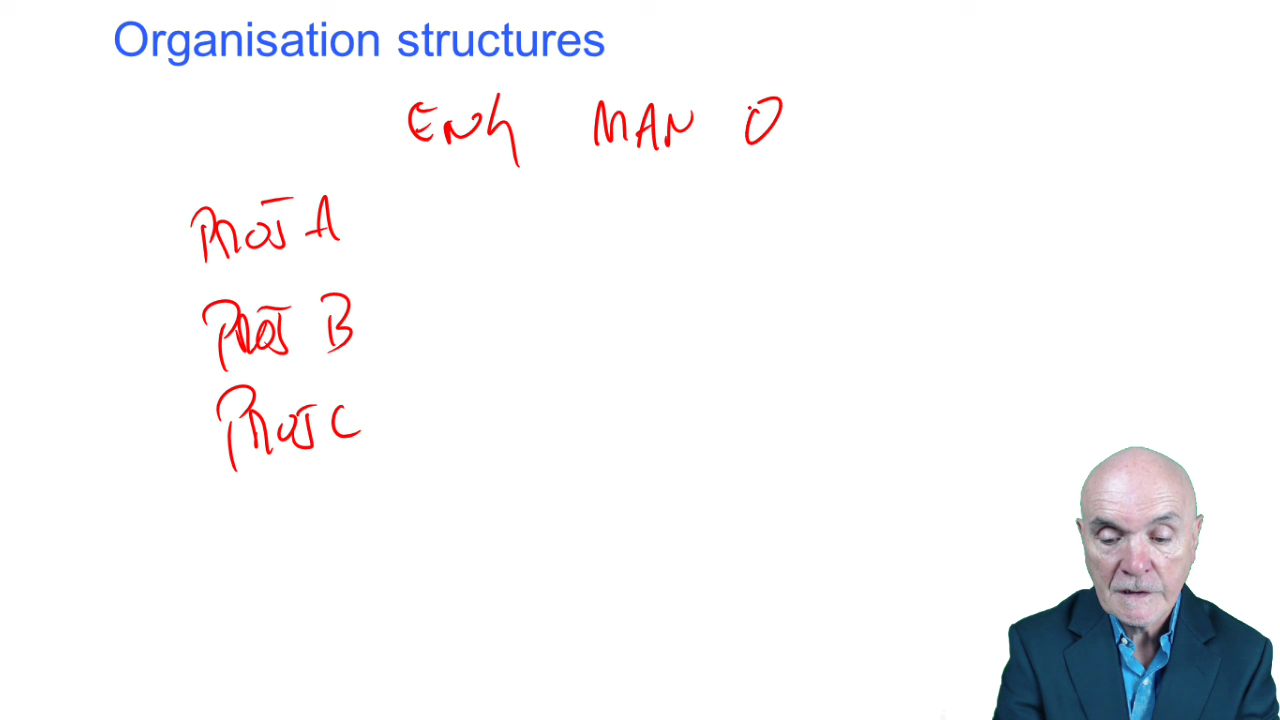 Organisation structures
ENG MAN O
PROJ A
PROJ B
PROJ C